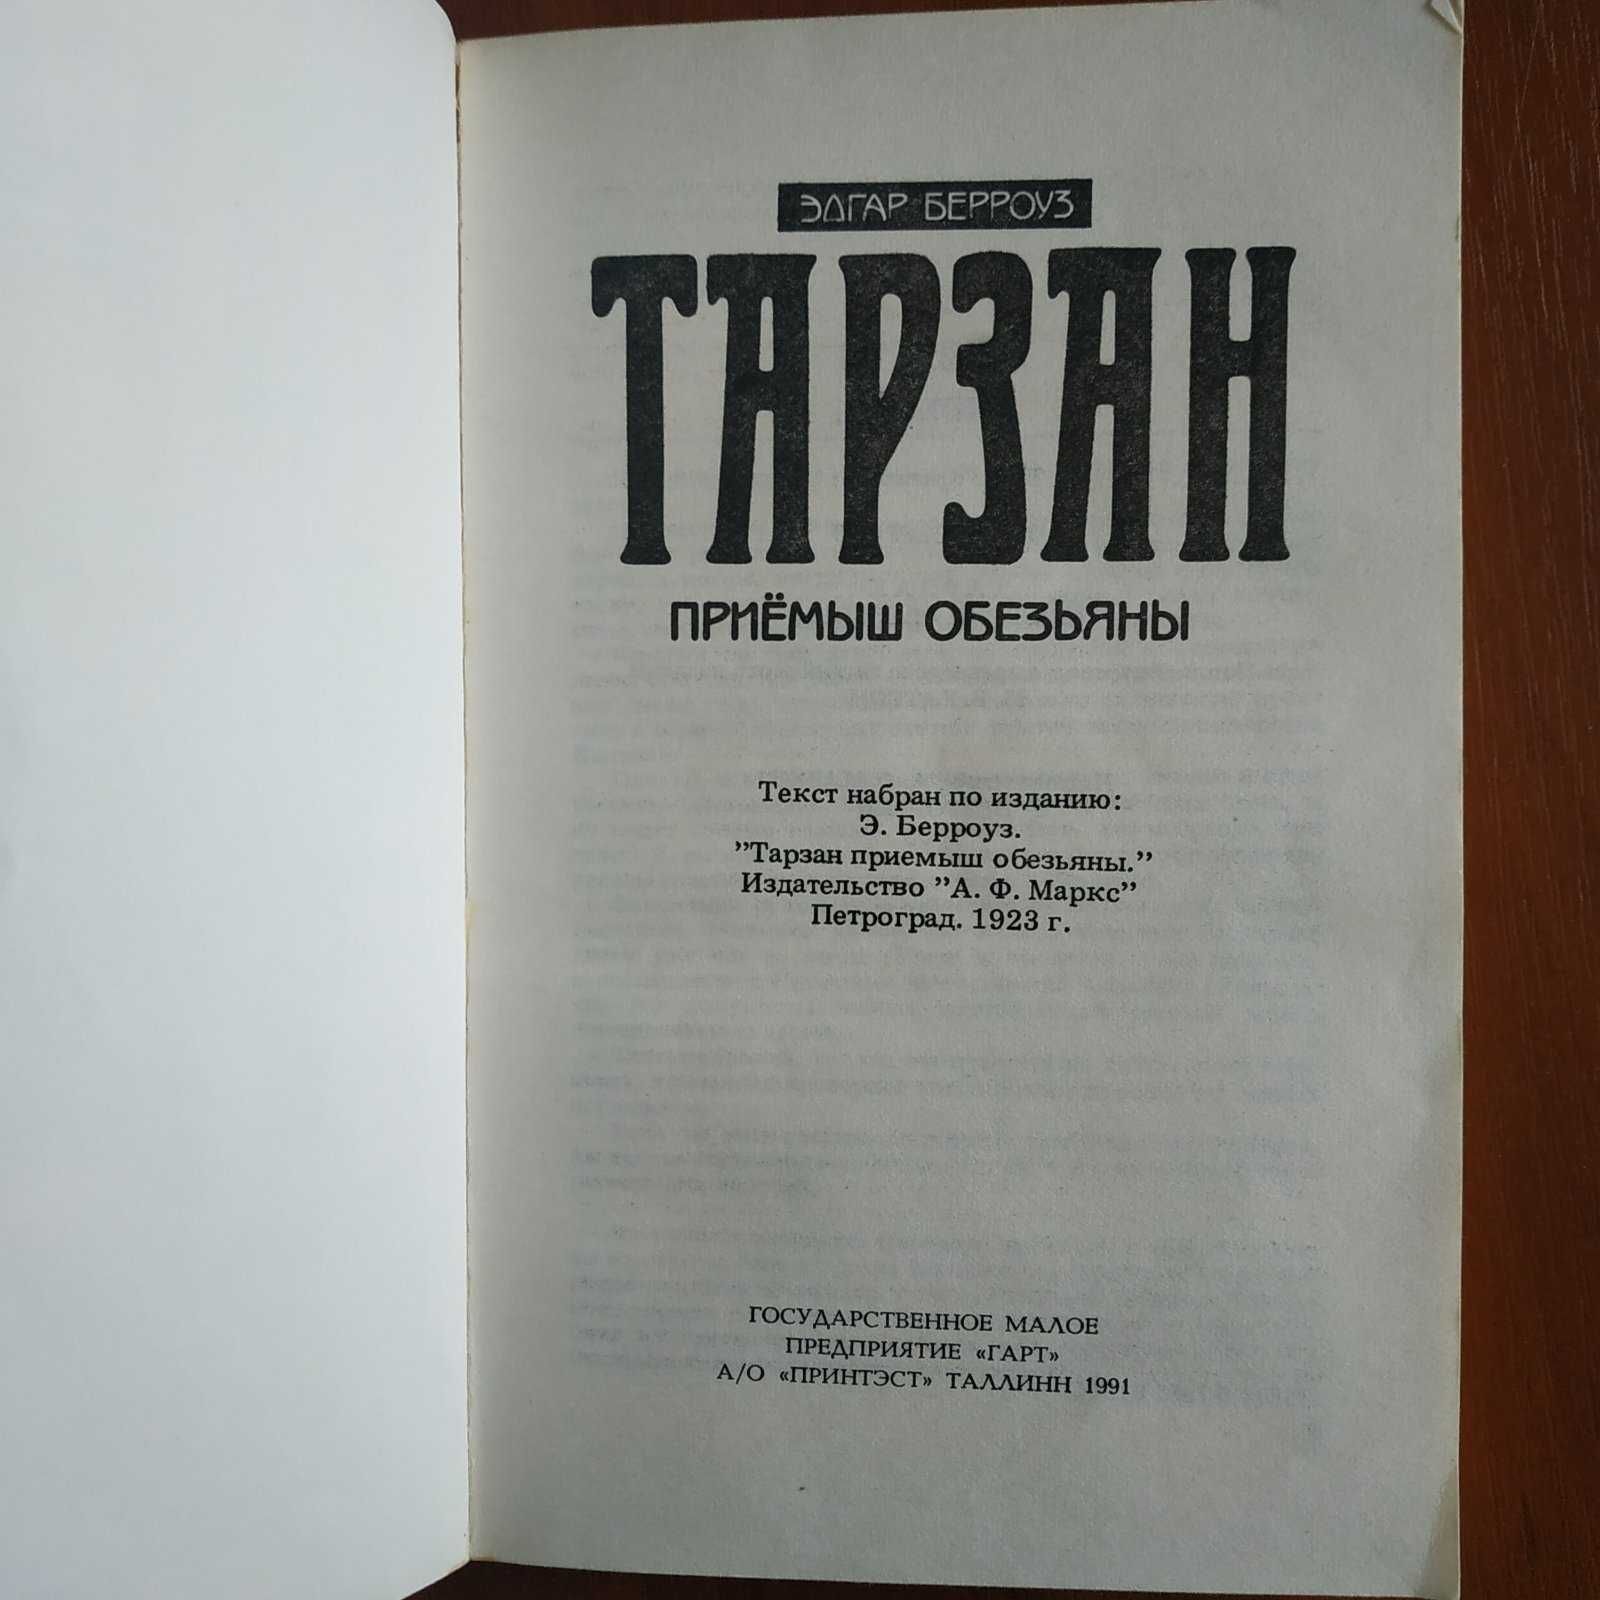 ЭДГАР БЕРРОУЗ
ТАРЗАН
ПРИЁМЫШ ОБЕЗЬЯНЫ
Текст набран по изданию:
Э. Берроуз.
”Тарзан приемыш обезьяны.”
Издательство ”А. Ф. Маркс”
Петроград. 1923 г.
ГОСУДАРСТВЕННОЕ МАЛОЕ
ПРЕДПРИЯТИЕ «ГАРТ»
А/О «ПРИНТЭСТ» ТАЛЛИНН 1991